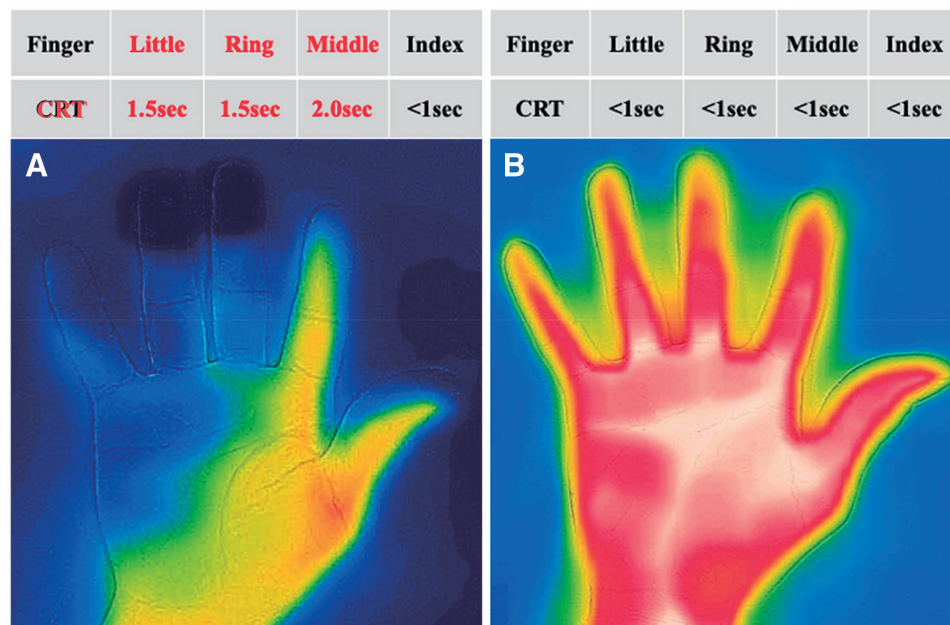 Finger Little Ring Middle Index
CRT 1.5sec 1.5sec 2.0sec <1sec
A
Finger Little Ring Middle Index
CRT <1sec <1sec <1sec <1sec
B